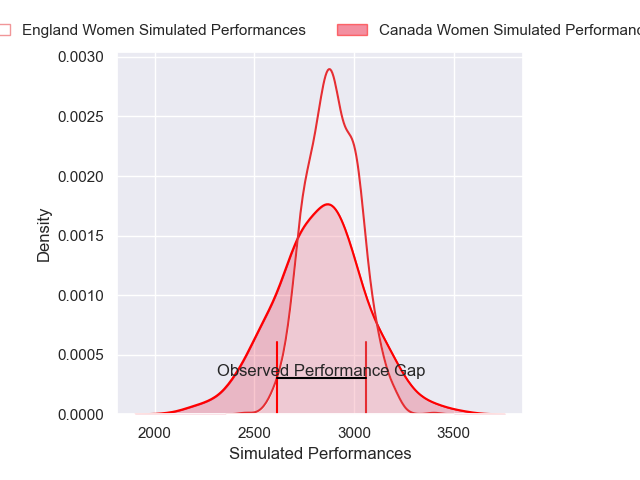 England Women Simulated Performances
Canada Women Simulated
0.0030
0.0025
0.0020
0.0015
0.0010
0.0005
0.0000
Density
Observed Performance Gap
2000 2500 3000 3500
Simulated Performances